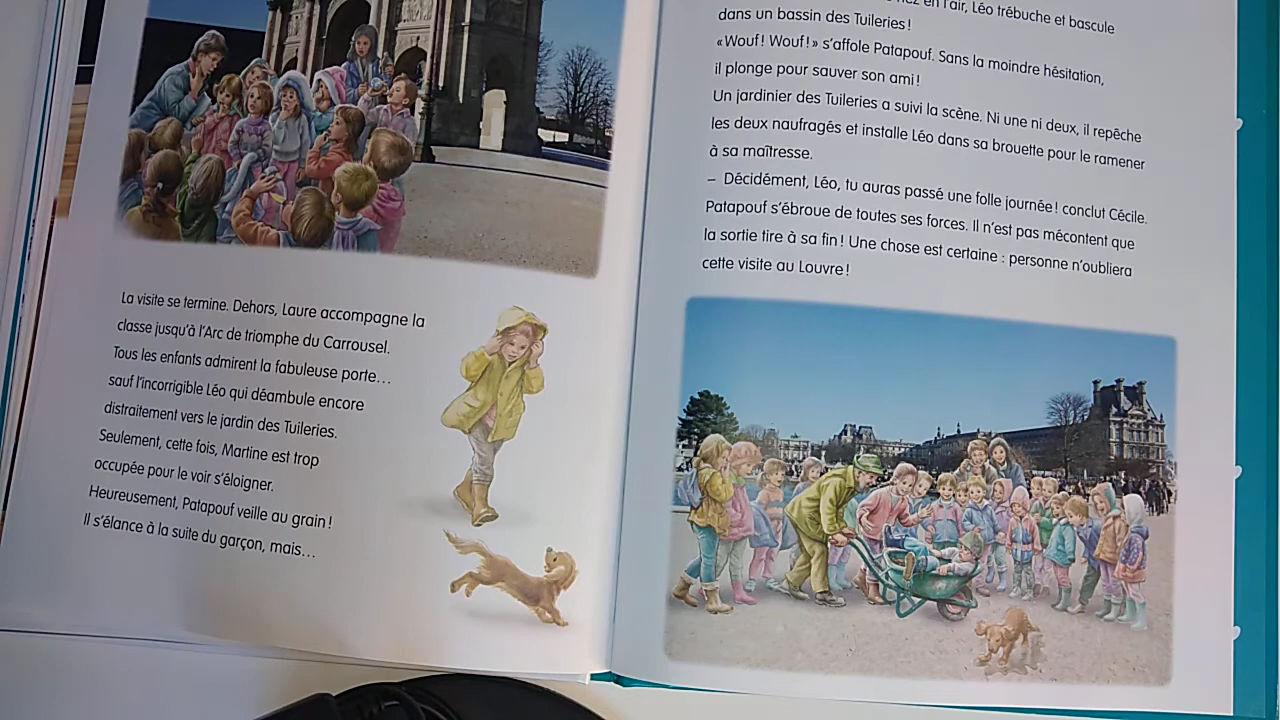 La visite se termine. Dehors, Laure accompagne la
classe jusqu'à l'Arc de triomphe du Carrousel.
Tous les enfants admirent la fabuleuse porte…
sauf l'incorrigible Léo qui déambule encore
distraitement vers le jardin des Tuileries.
Seulement, cette fois, Martine est trop
occupée pour le voir s'éloigner.
Heureusement, Patapouf veille au grain !
Il s'élance à la suite du garçon, mais…
en l'air, Léo trébuche et bascule
dans un bassin des Tuileries !
« Wouf ! Wouf ! » s'affole Patapouf. Sans la moindre hésitation,
il plonge pour sauver son ami !
Un jardinier des Tuileries a suivi la scène. Ni une ni deux, il repêche
les deux naufragés et installe Léo dans sa brouette pour le ramener
à sa maîtresse.
– Décidément, Léo, tu auras passé une folle journée ! conclut Cécile.
Patapouf s'ébroue de toutes ses forces. Il n'est pas mécontent que
la sortie tire à sa fin ! Une chose est certaine : personne n'oubliera
cette visite au Louvre !